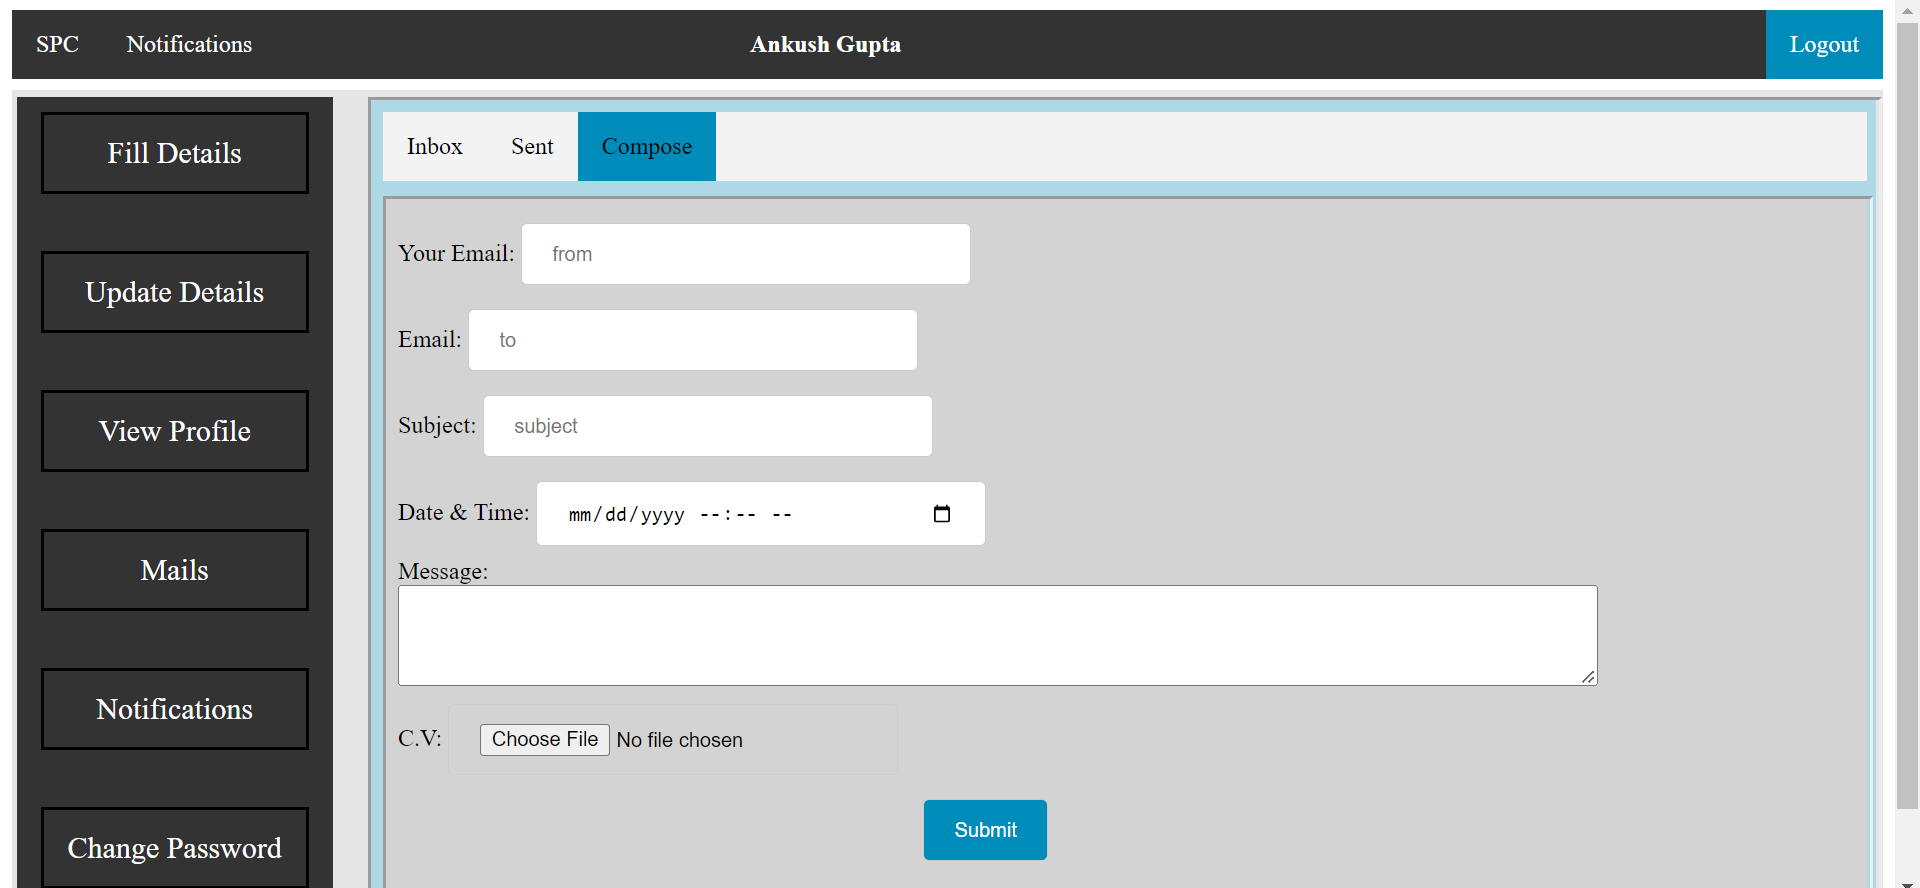 SPC Notifications Ankush Gupta Logout
Fill Details
Update Details
View Profile
Mails
Notifications
Change Password
Inbox Sent Compose
Your Email: from
Email: to
Subject: subject
Date & Time: mm/dd/yyyy --:-- --
Message:
C.V: Choose File No file chosen
Submit